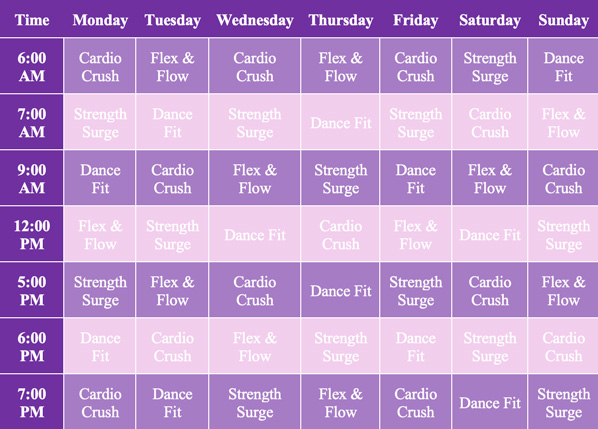 Time Monday Tuesday Wednesday Thursday Friday Saturday Sunday
6:00 Cardio Flex & Cardio Flex & Cardio Strength Dance
AM Crush Flow Crush Flow Crush Surge Fit
7:00 Strength Dance Strength Dance Fit Strength Cardio Flex &
AM Surge Fit Surge Surge Crush Flow
9:00 Dance Cardio Flex & Strength Dance Flex & Cardio
AM Fit Crush Flow Surge Fit Flow Crush
12:00 Flex & Strength Dance Fit Cardio Flex & Dance Fit Strength
PM Flow Surge Crush Flow Surge
5:00 Strength Flex & Cardio Dance Fit Strength Cardio Flex &
PM Surge Flow Crush Surge Crush Flow
6:00 Dance Cardio Flex & Strength Dance Strength Cardio
PM Fit Crush Flow Surge Fit Surge Crush
7:00 Cardio Dance Strength Flex & Cardio Dance Fit Strength
PM Crush Fit Surge Flow Crush Surge